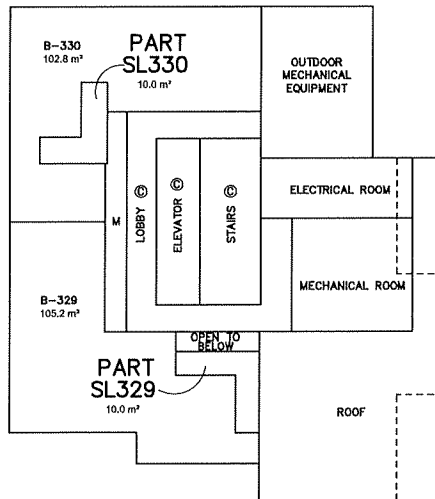 B-330
102.8 m²
PART
SL330
10.0 m²
OUTDOOR
MECHANICAL
EQUIPMENT
M
LOBBY ©
ELEVATOR ©
STAIRS ©
ELECTRICAL ROOM
MECHANICAL ROOM
B-329
105.2 m²
OPEN TO
BELOW
PART
SL329
10.0 m²
ROOF